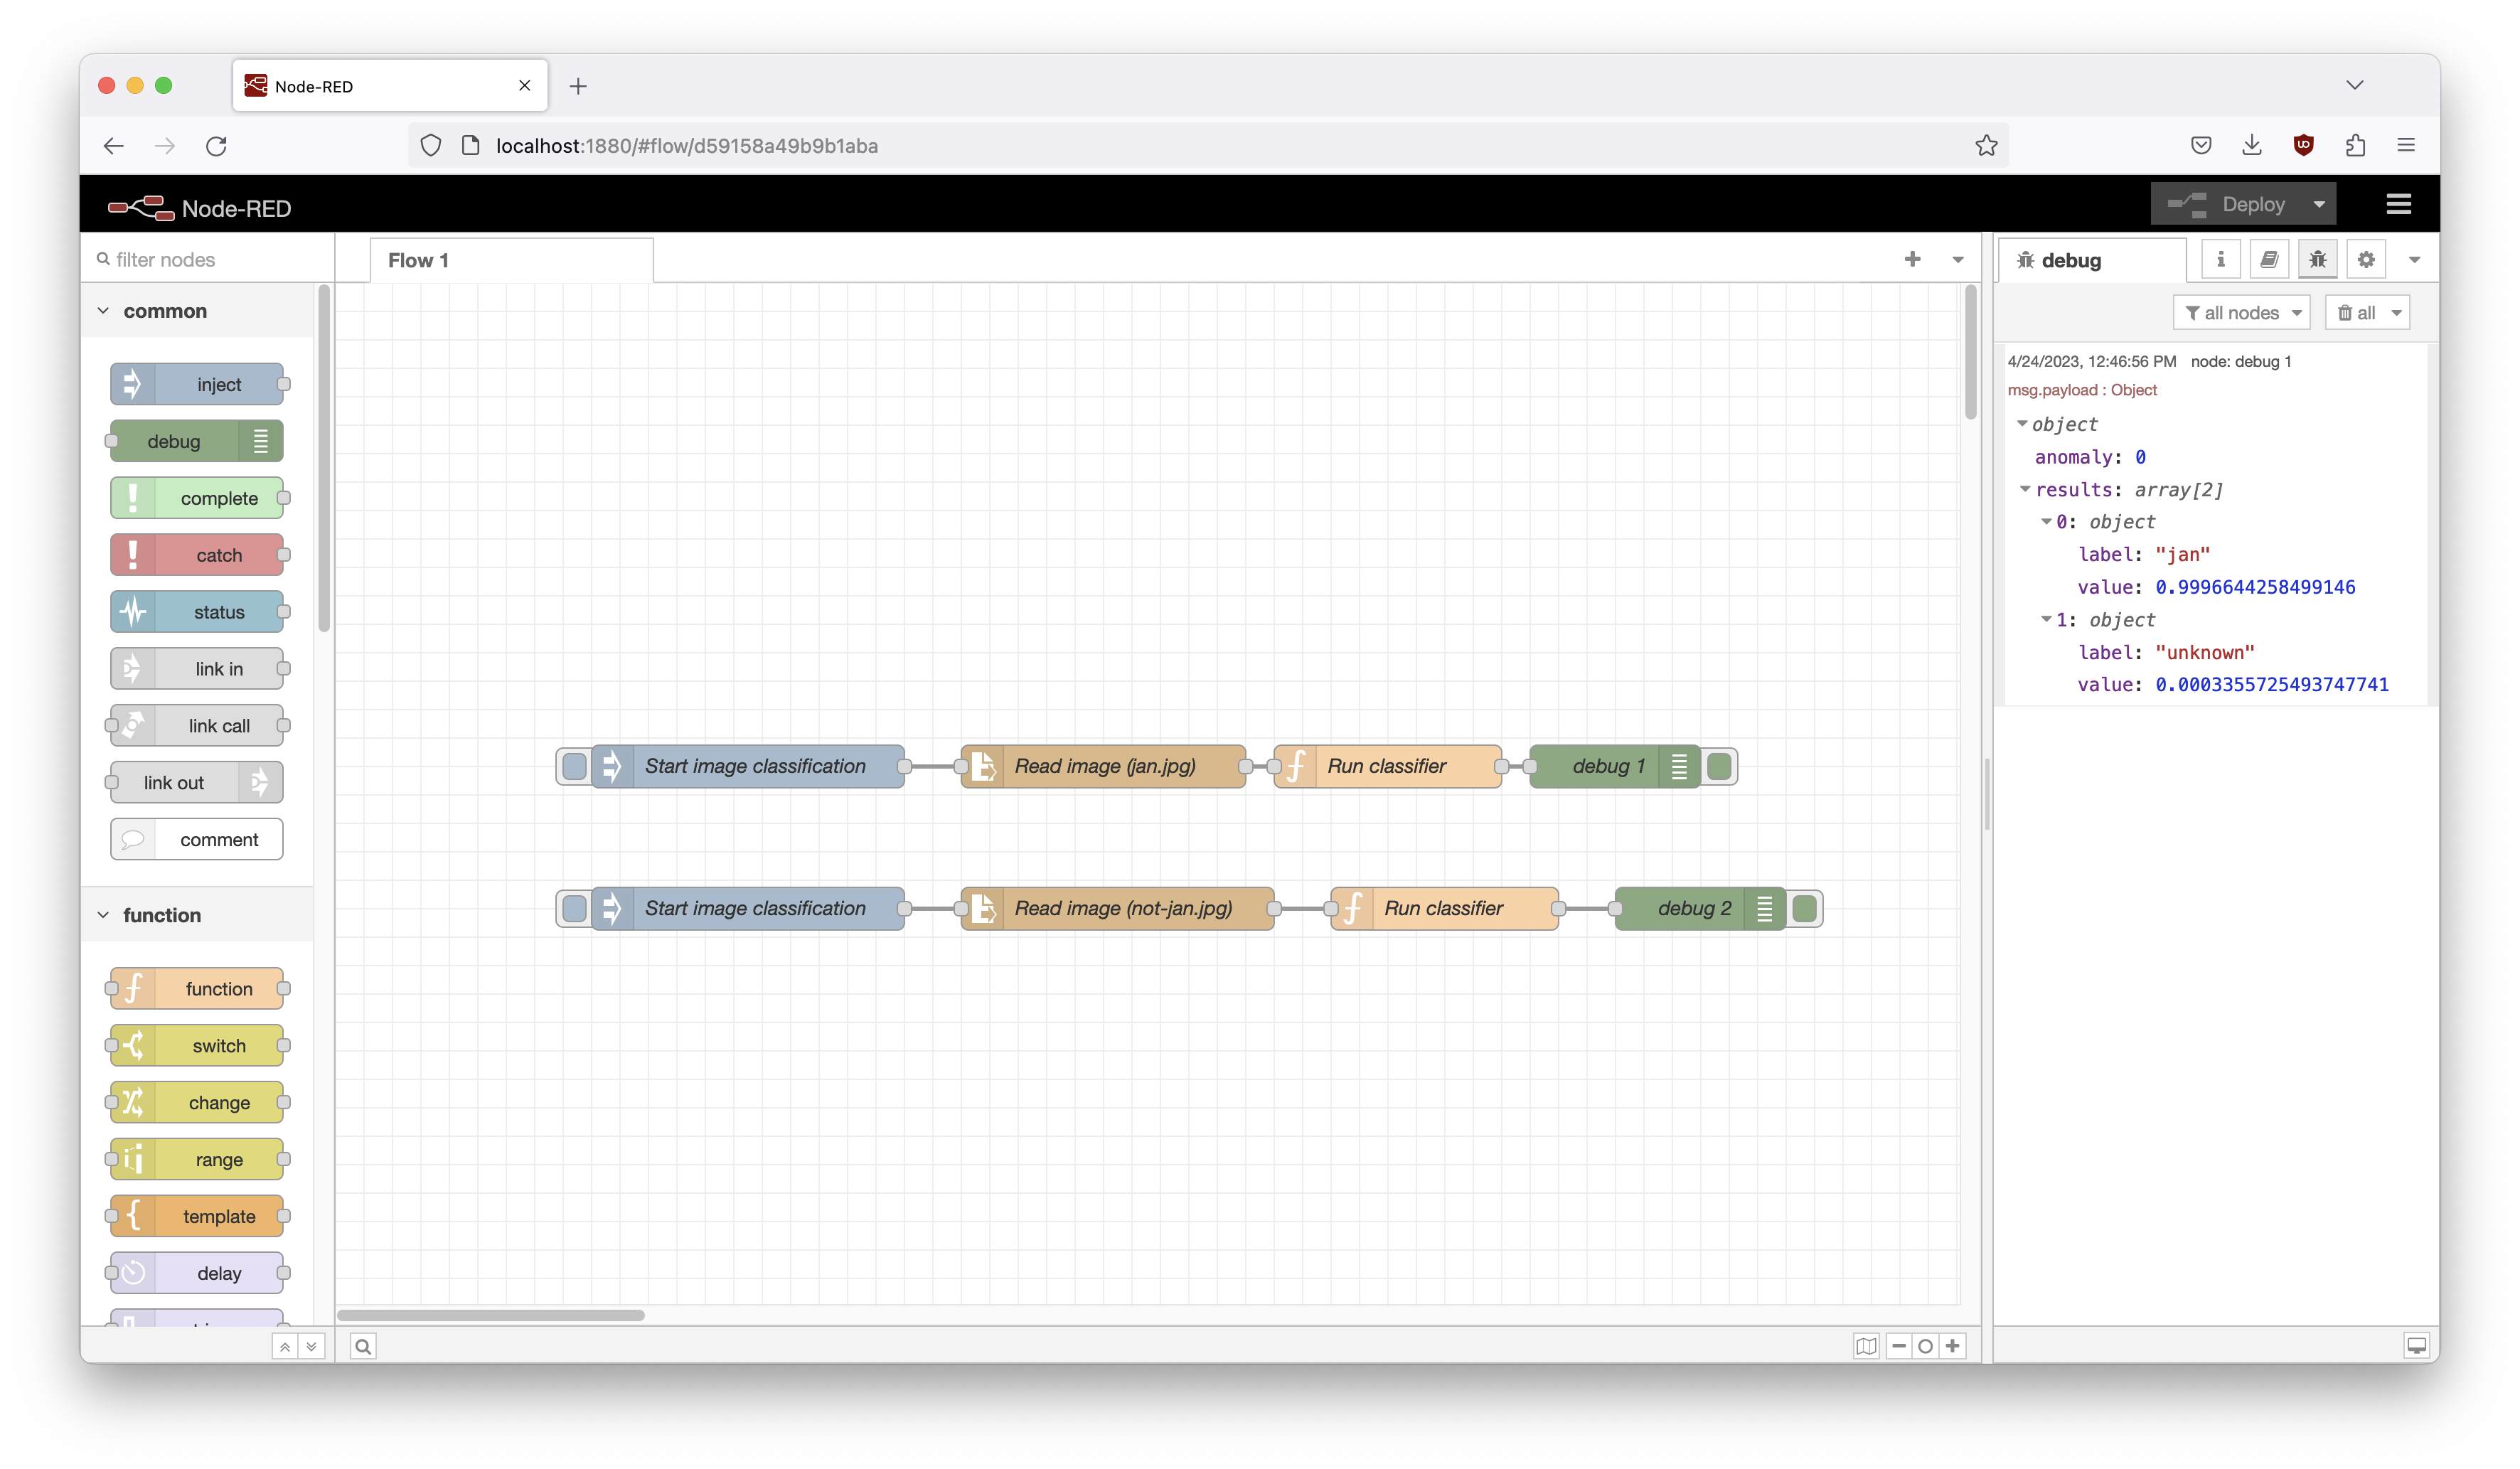 Node-RED
localhost:1880/#flow/d59158a49b9b1aba
Node-RED
Deploy
filter nodes
Flow 1
debug
all nodes
all
common
inject
debug
complete
catch
status
link in
link call
link out
comment
function
function
switch
change
range
template
delay
Start image classification
Read image (jan.jpg)
Run classifier
debug 1
Start image classification
Read image (not-jan.jpg)
Run classifier
debug 2
4/24/2023, 12:46:56 PM node: debug 1
msg.payload : Object
object
anomaly: 0
results: array[2]
0: object
label: "jan"
value: 0.9996644258499146
1: object
label: "unknown"
value: 0.0003355725493747741